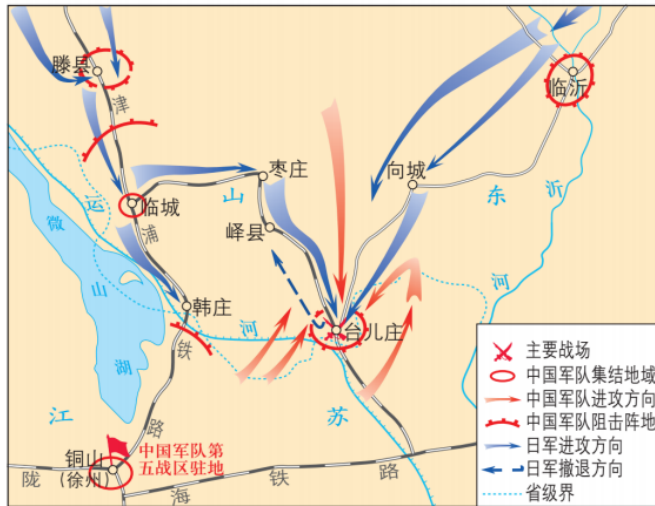 滕县
临沂
津
枣庄
向城
临城
山
东
沂
运
微
浦
峄县
山
韩庄
河
河
台儿庄
湖
铁
江
苏
路
中国军队第
五战区驻地
铜山
(徐州)
陇
海
铁
路
主要战场
中国军队集结地域
中国军队进攻方向
中国军队阻击阵地
日军进攻方向
日军撤退方向
省级界